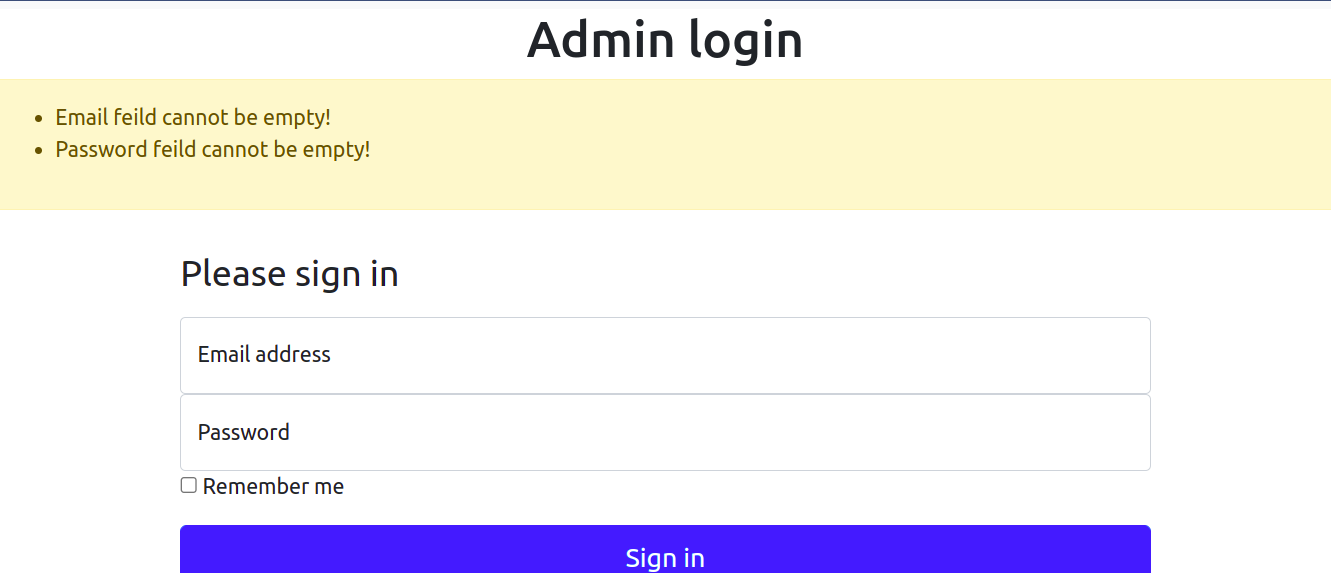 Admin login
Email feild cannot be empty!
Password feild cannot be empty!
Please sign in
Email address
Password
Remember me
Sign in